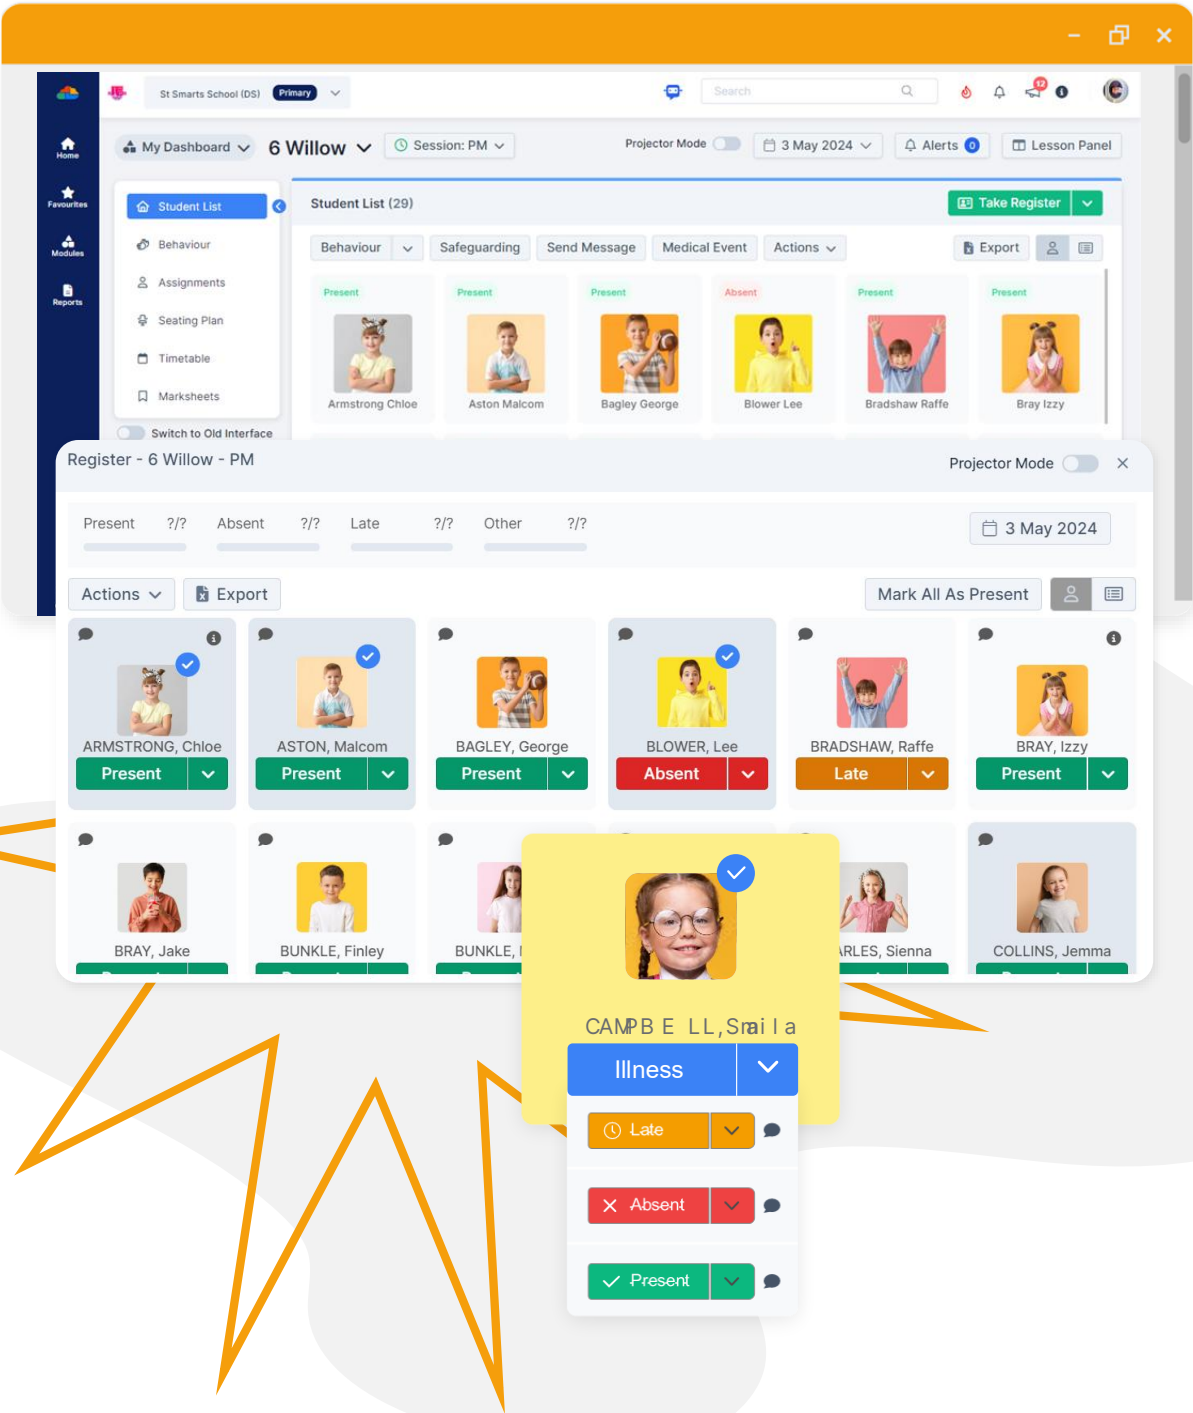 St Smarts School (DS) Primary
Search
12
Home
Favourites
Modules
Reports
My Dashboard 6 Willow Session: PM
Projector Mode 3 May 2024 Alerts 0 Lesson Panel
Student List
Behaviour
Assignments
Seating Plan
Timetable
Marksheets
Switch to Old Interface
Student List (29) Take Register
Behaviour Safeguarding Send Message Medical Event Actions Export
Present Present Present Absent Present Present
Armstrong Chloe Aston Malcom Bagley George Blower Lee Bradshaw Raffe Bray Izzy
Register - 6 Willow - PM Projector Mode
Present ?/? Absent ?/? Late ?/? Other ?/? 3 May 2024
Actions Export Mark All As Present
ARMSTRONG, Chloe ASTON, Malcom BAGLEY, George BLOWER, Lee BRADSHAW, Raffe BRAY, Izzy
Present Present Present Absent Late Present
BRAY, Jake BUNKLE, Finley BUNKLE, RLES, Sienna COLLINS, Jemma
CAMPBELL,Smaila
Illness
Late
Absent
Present